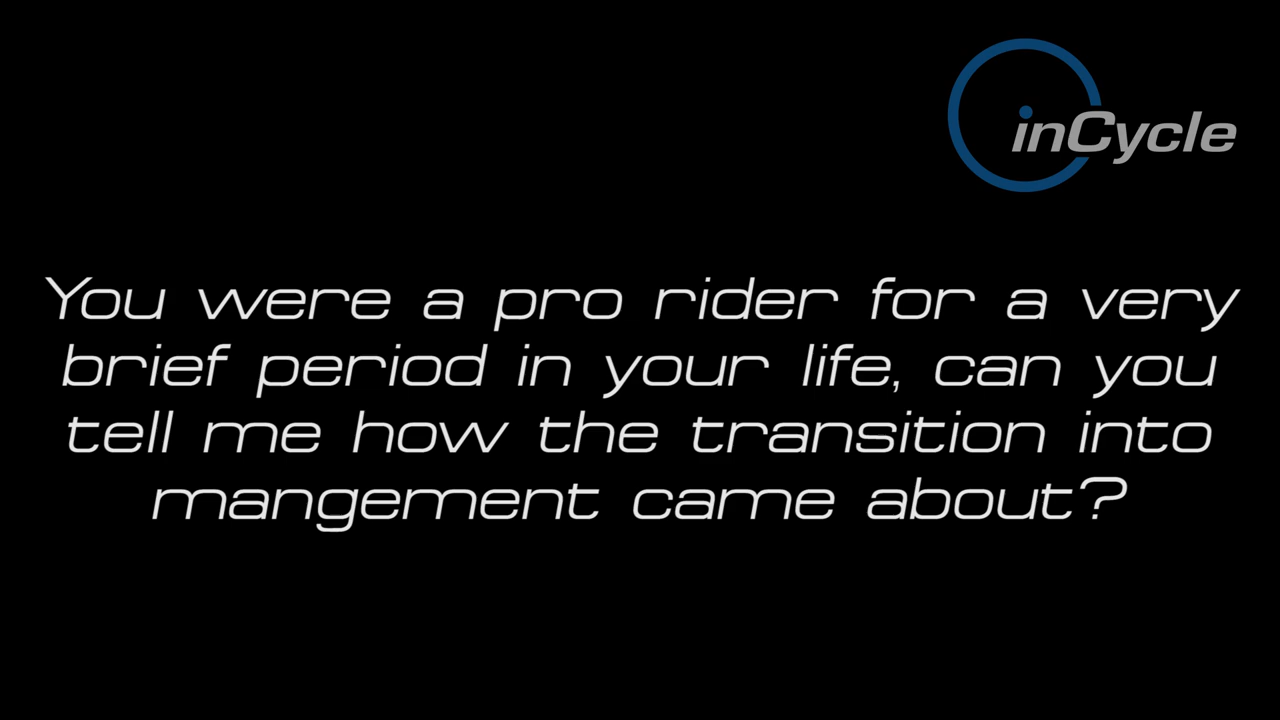 inCycle
You were a pro rider for a very
brief period in your life, can you
tell me how the transition into
mangement came about?